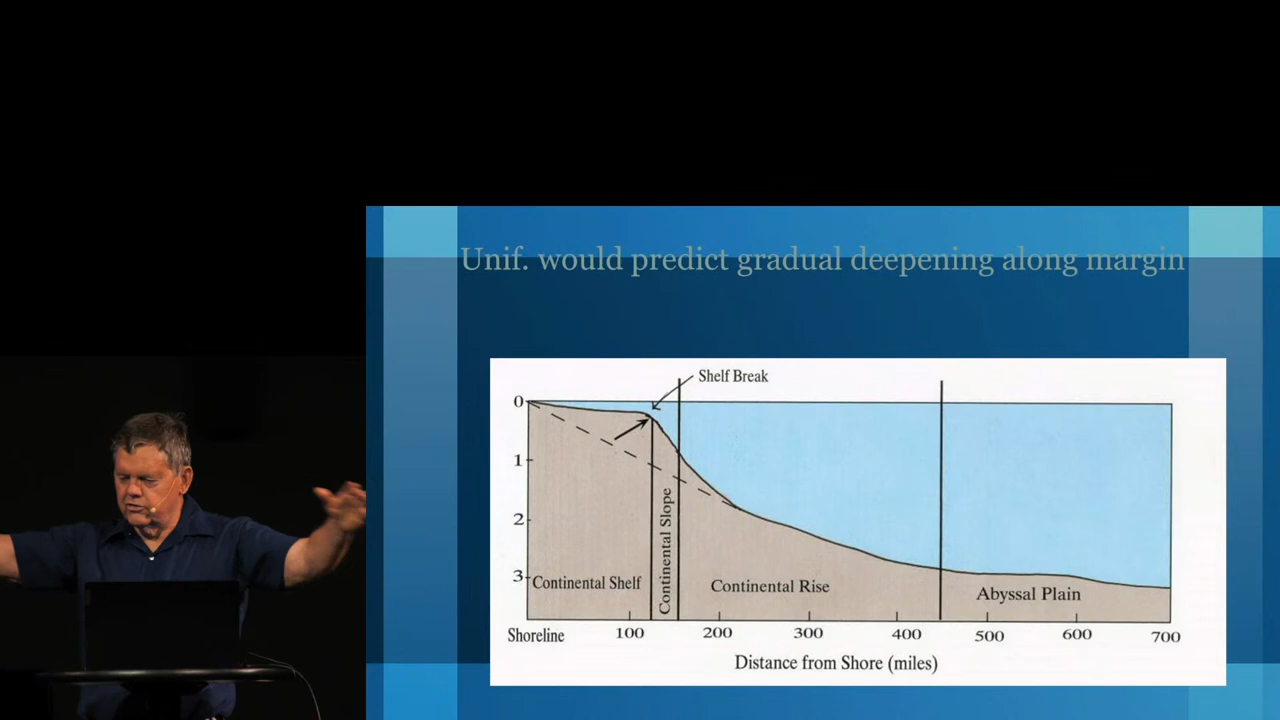 Unif. would predict gradual deepening along margin
Shelf Break
0
1
2
3
Continental Shelf
Continental Slope
Continental Rise
Abyssal Plain
Shoreline 100 200 300 400 500 600 700
Distance from Shore (miles)